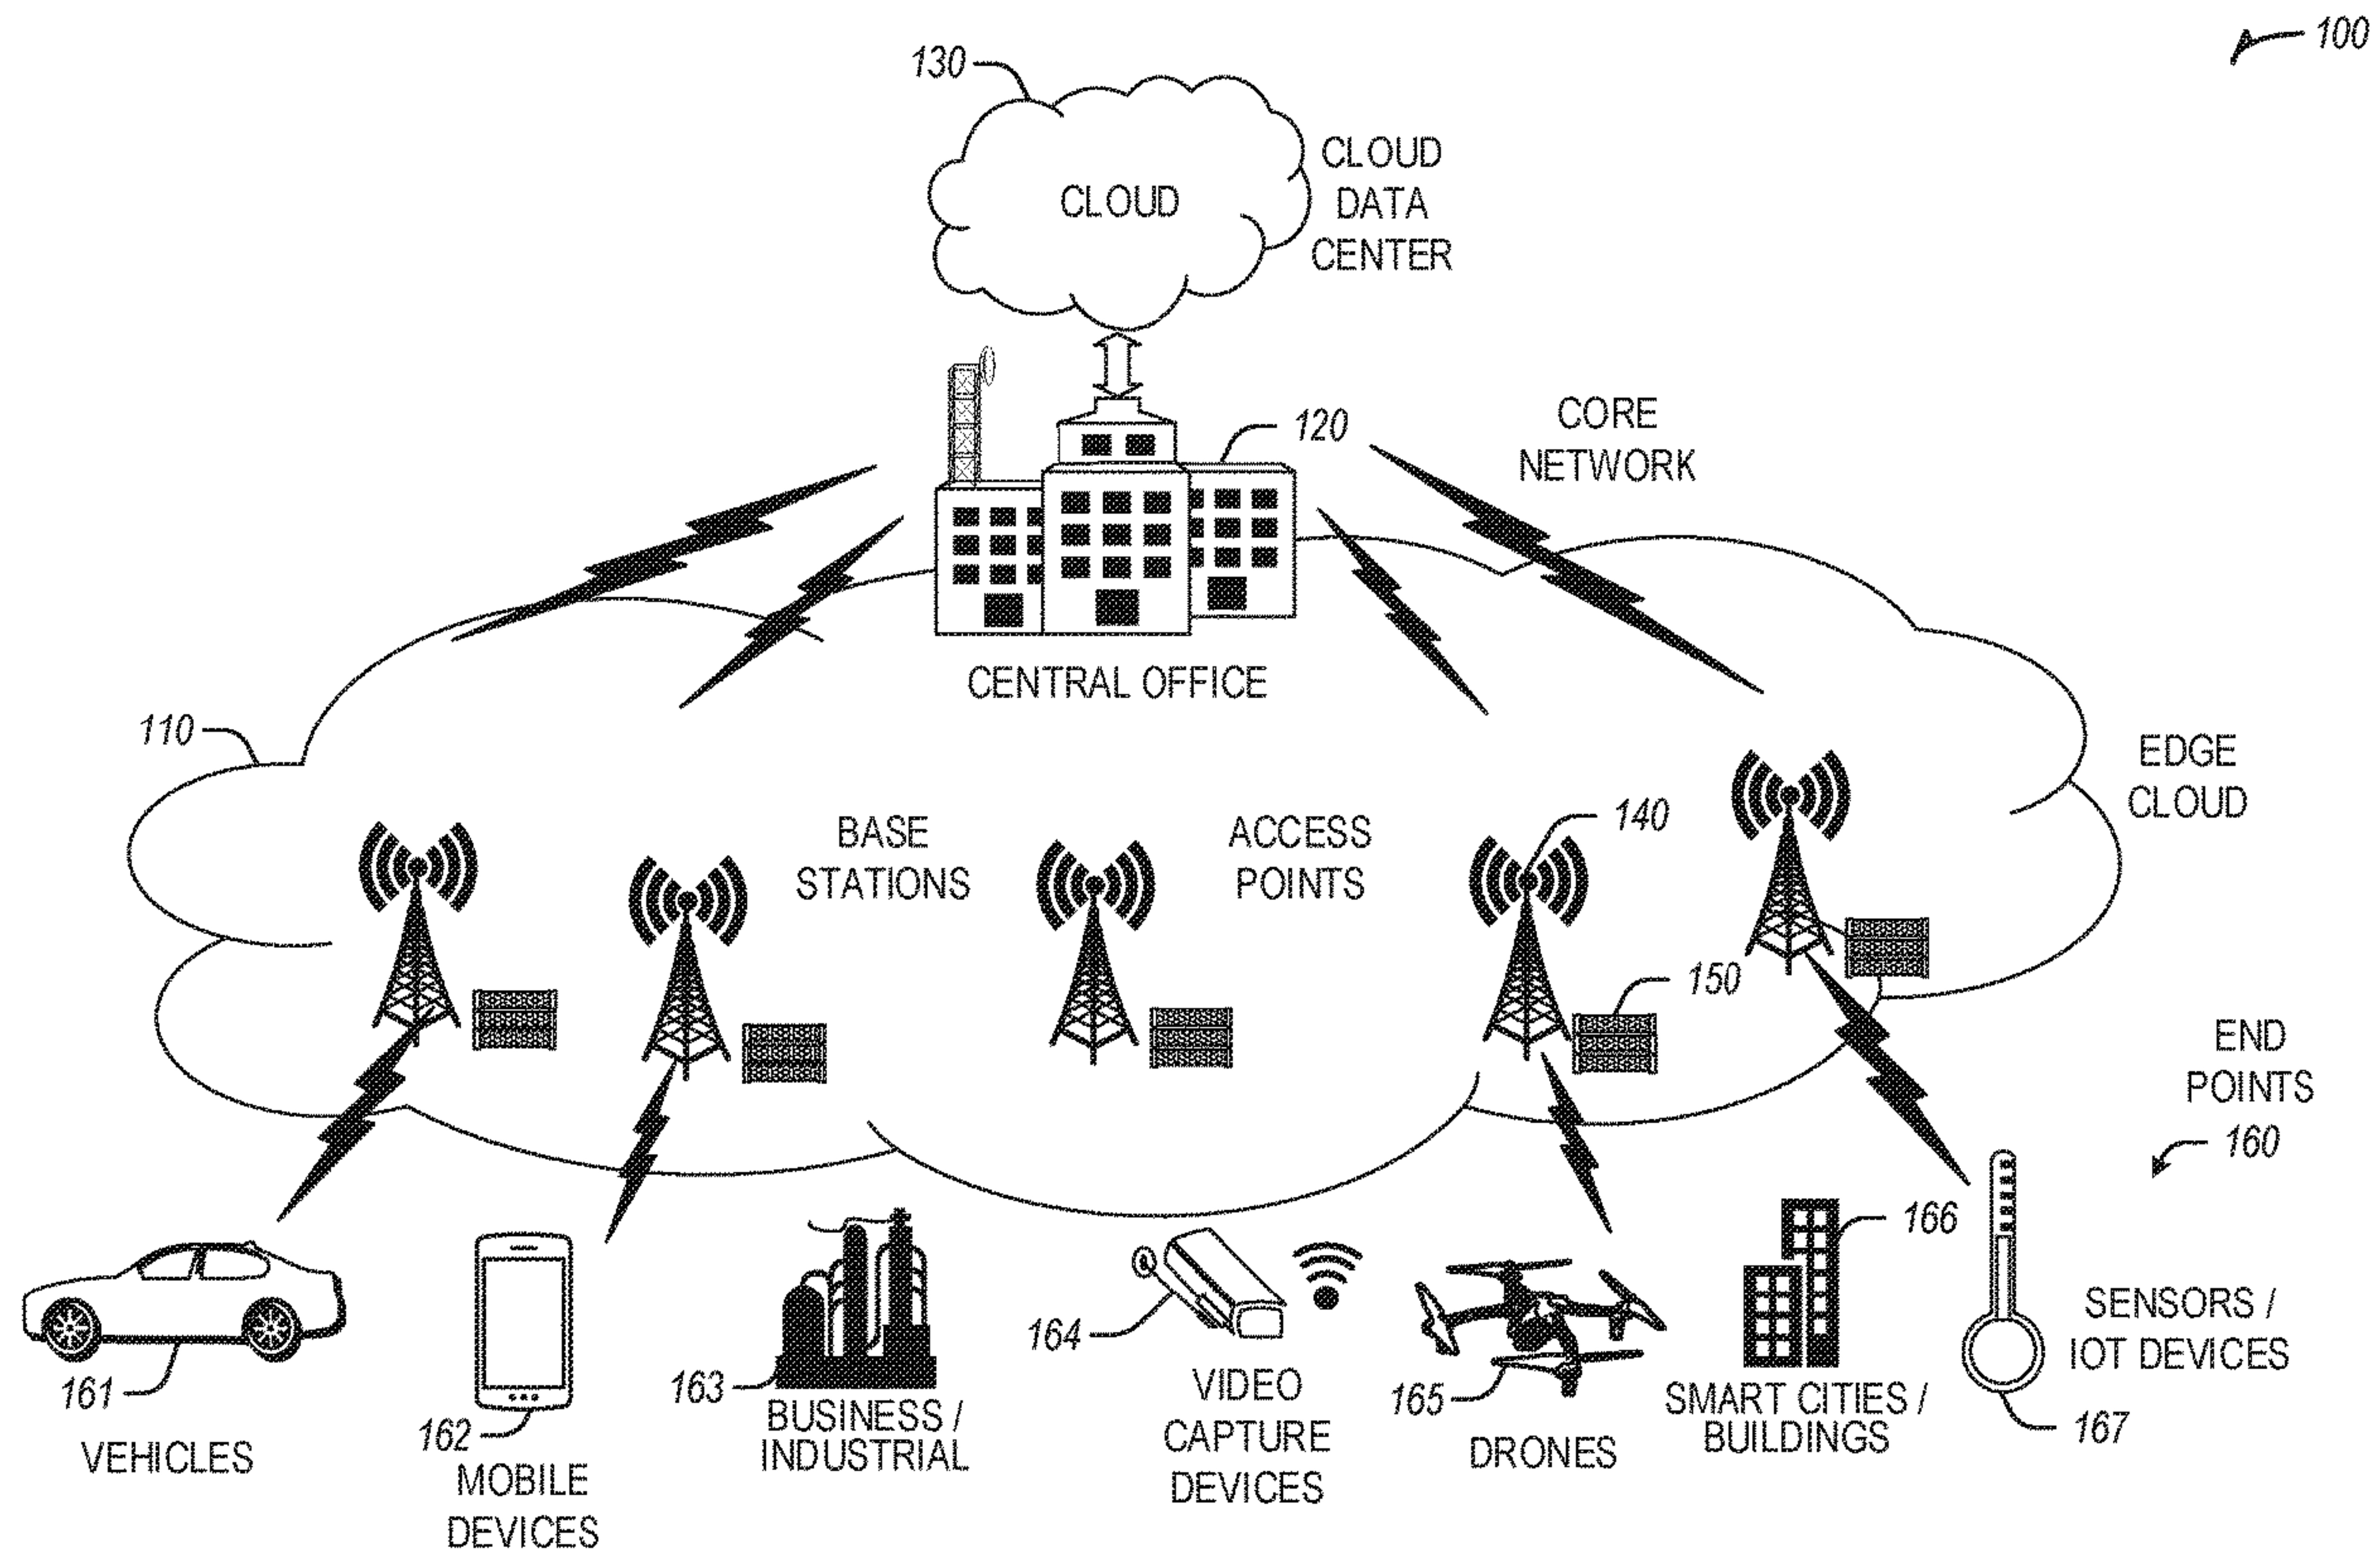 100
130
CLOUD
CLOUD
DATA
CENTER
120
CORE
NETWORK
CENTRAL OFFICE
110
EDGE
CLOUD
BASE
STATIONS
ACCESS
POINTS
140
150
END
POINTS
160
161
VEHICLES
162
MOBILE
DEVICES
163
BUSINESS /
INDUSTRIAL
164
VIDEO
CAPTURE
DEVICES
165
DRONES
166
SMART CITIES /
BUILDINGS
SENSORS /
IOT DEVICES
167